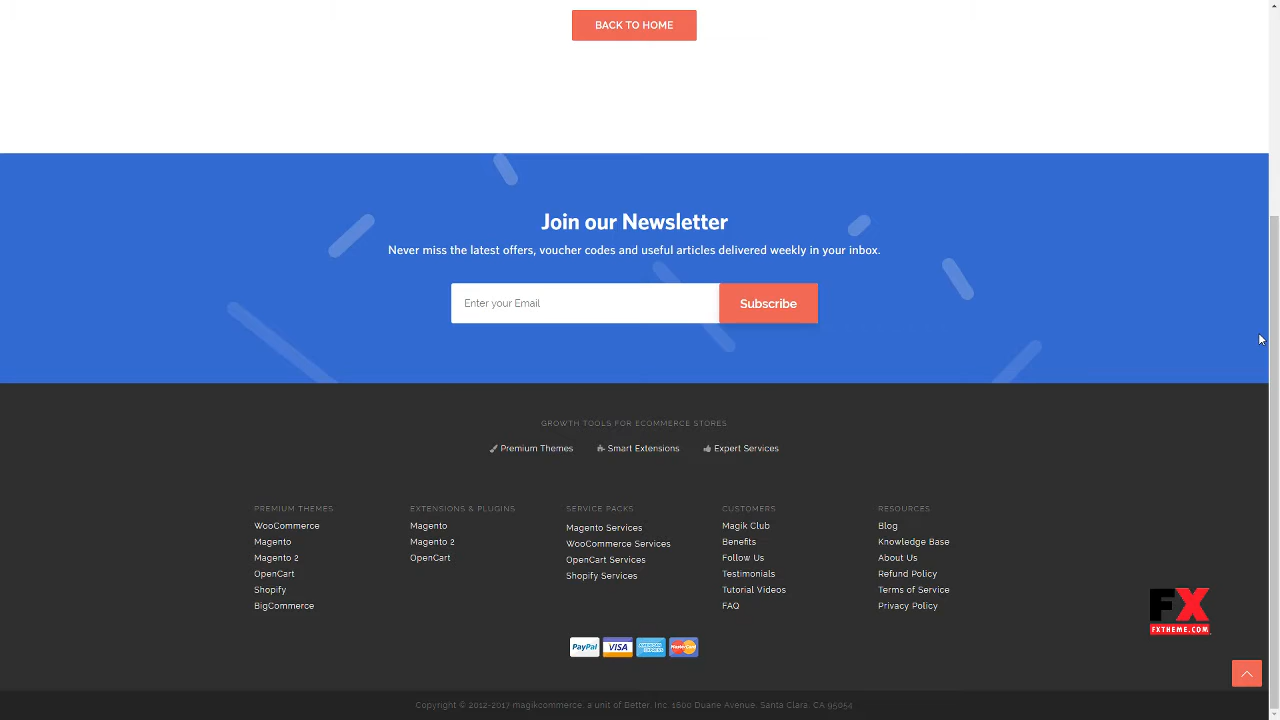 BACK TO HOME
Join our Newsletter
Never miss the latest offers, voucher codes and useful articles delivered weekly in your inbox.
Enter your Email
Subscribe
GROWTH TOOLS FOR ECOMMERCE STORES
Premium Themes Smart Extensions Expert Services
PREMIUM THEMES
WooCommerce
Magento
Magento 2
OpenCart
Shopify
BigCommerce
EXTENSIONS & PLUGINS
Magento
Magento 2
OpenCart
SERVICE PACKS
Magento Services
WooCommerce Services
OpenCart Services
Shopify Services
CUSTOMERS
Magik Club
Benefits
Follow Us
Testimonials
Tutorial Videos
FAQ
RESOURCES
Blog
Knowledge Base
About Us
Refund Policy
Terms of Service
Privacy Policy
FX
FXTHEME.COM
PayPal VISA AMERICAN EXPRESS MasterCard
Copyright © 2012-2017 magikcommerce, a unit of Better, Inc. 1600 Duane Avenue, Santa Clara, CA 95054